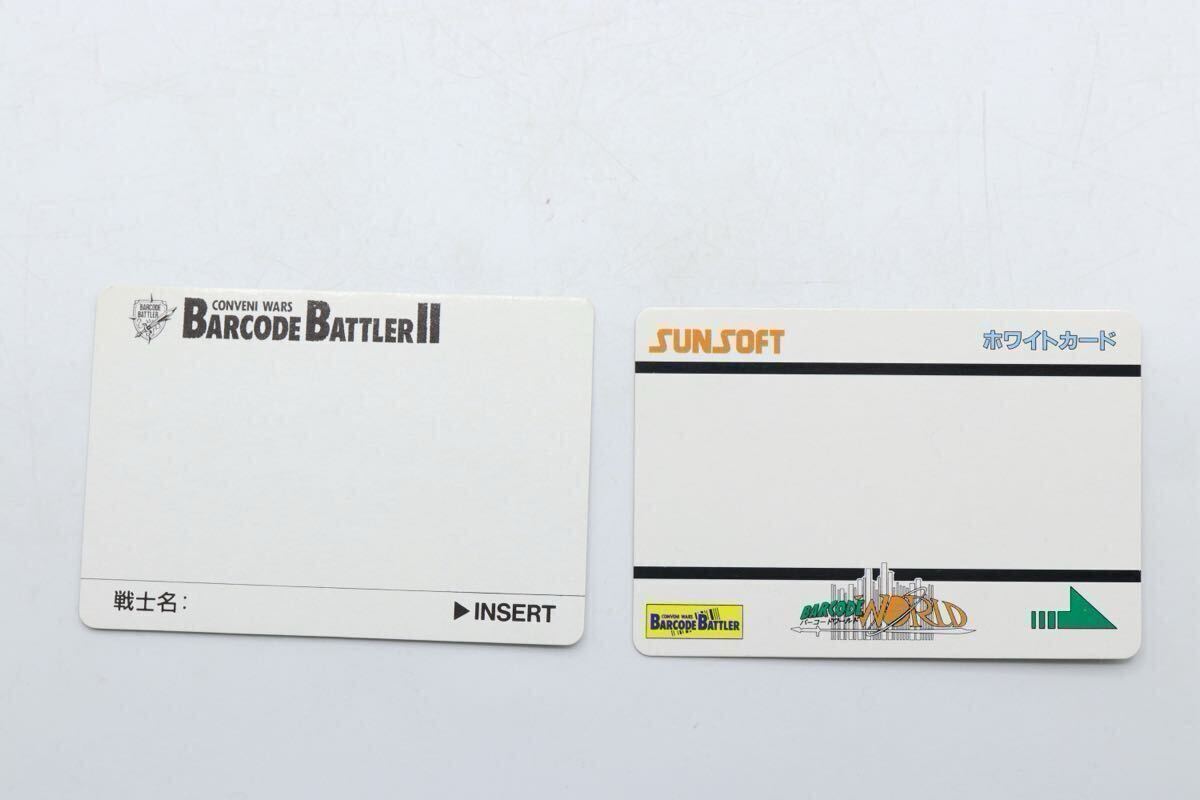 BARCODE BATTLER
CONVENI WARS
BARCODE BATTLER II
戦士名:
▶INSERT
SUNSOFT
ホワイトカード
CONVENI WARS
BARCODE BATTLER
BARCODE WORLD
バーコードワールド